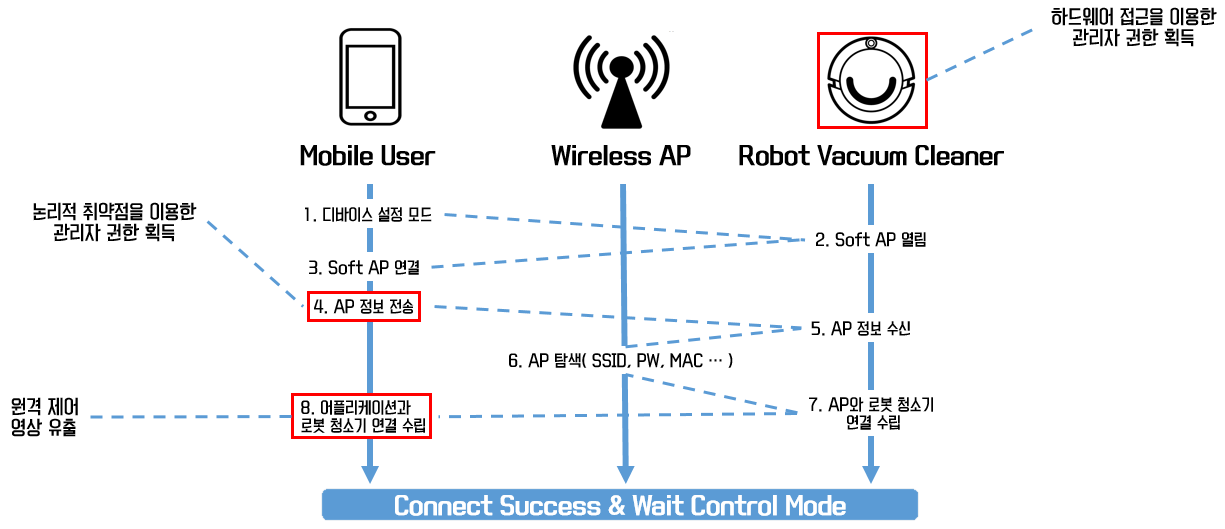 하드웨어 접근을 이용한
관리자 권한 획득
Mobile User
Wireless AP
Robot Vacuum Cleaner
논리적 취약점을 이용한
관리자 권한 획득
1. 디바이스 설정 모드
2. Soft AP 열림
3. Soft AP 연결
4. AP 정보 전송
5. AP 정보 수신
6. AP 탐색( SSID, PW, MAC … )
7. AP와 로봇 청소기
연결 수립
8. 어플리케이션과
로봇 청소기 연결 수립
원격 제어
영상 유출
Connect Success & Wait Control Mode